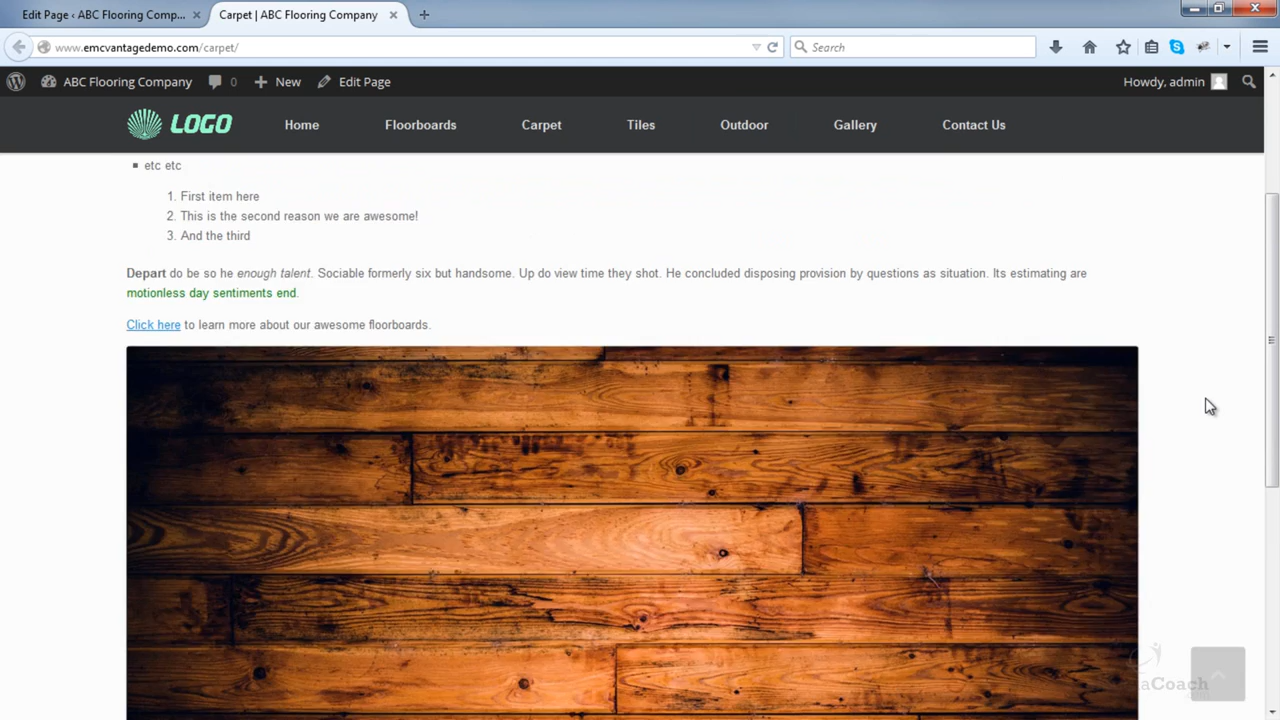 Edit Page ‹ ABC Flooring Comp...
Carpet | ABC Flooring Company
www.emcvantagedemo.com/carpet/
Search
ABC Flooring Company
0
New
Edit Page
Howdy, admin
LOGO
Home
Floorboards
Carpet
Tiles
Outdoor
Gallery
Contact Us
etc etc
1. First item here
2. This is the second reason we are awesome!
3. And the third
Depart do be so he enough talent. Sociable formerly six but handsome. Up do view time they shot. He concluded disposing provision by questions as situation. Its estimating are
motionless day sentiments end.
Click here to learn more about our awesome floorboards.